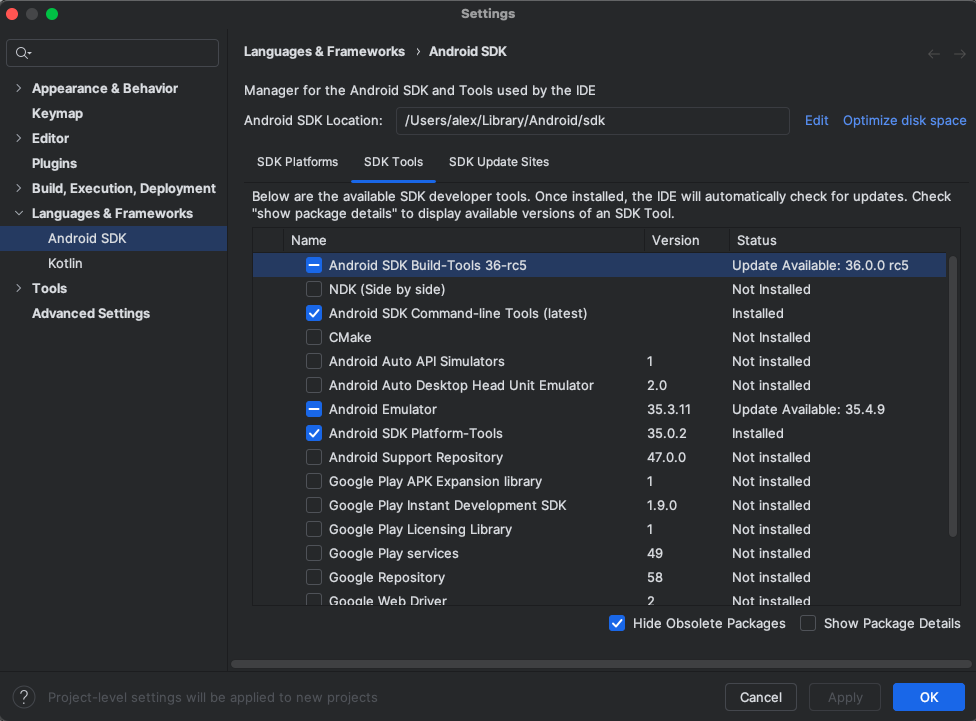 Settings
Languages & Frameworks › Android SDK
Appearance & Behavior
Keymap
Editor
Plugins
Build, Execution, Deployment
Languages & Frameworks
Android SDK
Kotlin
Tools
Advanced Settings
Manager for the Android SDK and Tools used by the IDE
Android SDK Location: /Users/alex/Library/Android/sdk Edit Optimize disk space
SDK Platforms SDK Tools SDK Update Sites
Below are the available SDK developer tools. Once installed, the IDE will automatically check for updates. Check
"show package details" to display available versions of an SDK Tool.
Name Version Status
Android SDK Build-Tools 36-rc5 Update Available: 36.0.0 rc5
NDK (Side by side) Not Installed
Android SDK Command-line Tools (latest) Installed
CMake Not Installed
Android Auto API Simulators 1 Not installed
Android Auto Desktop Head Unit Emulator 2.0 Not installed
Android Emulator 35.3.11 Update Available: 35.4.9
Android SDK Platform-Tools 35.0.2 Installed
Android Support Repository 47.0.0 Not installed
Google Play APK Expansion library 1 Not installed
Google Play Instant Development SDK 1.9.0 Not installed
Google Play Licensing Library 1 Not installed
Google Play services 49 Not installed
Google Repository 58 Not installed
Google Web Driver 2 Not installed
Hide Obsolete Packages Show Package Details
? Project-level settings will be applied to new projects
Cancel Apply OK